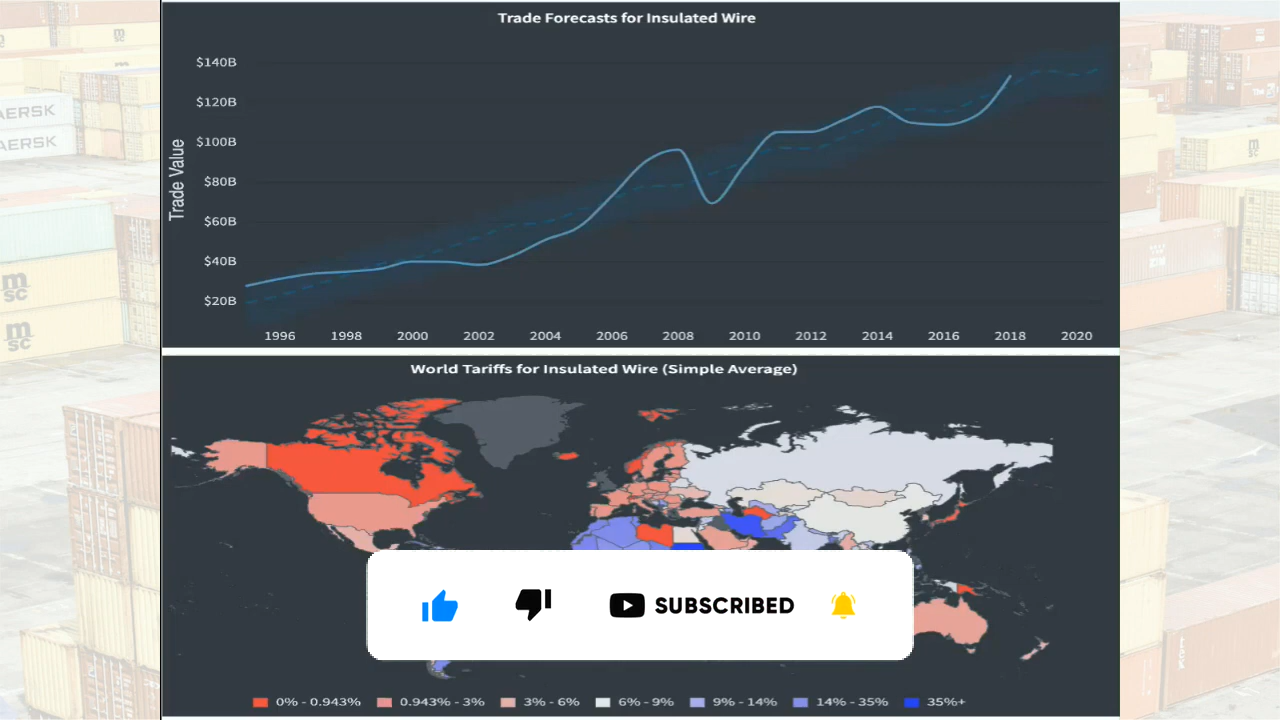 Trade Forecasts for Insulated Wire
$140B
$120B
$100B
$80B
$60B
$40B
$20B
Trade Value
1996 1998 2000 2002 2004 2006 2008 2010 2012 2014 2016 2018 2020
World Tariffs for Insulated Wire (Simple Average)
SUBSCRIBED
0% - 0.943% 0.943% - 3% 3% - 6% 6% - 9% 9% - 14% 14% - 35% 35%+
AERSK
AERSK
msc
msc